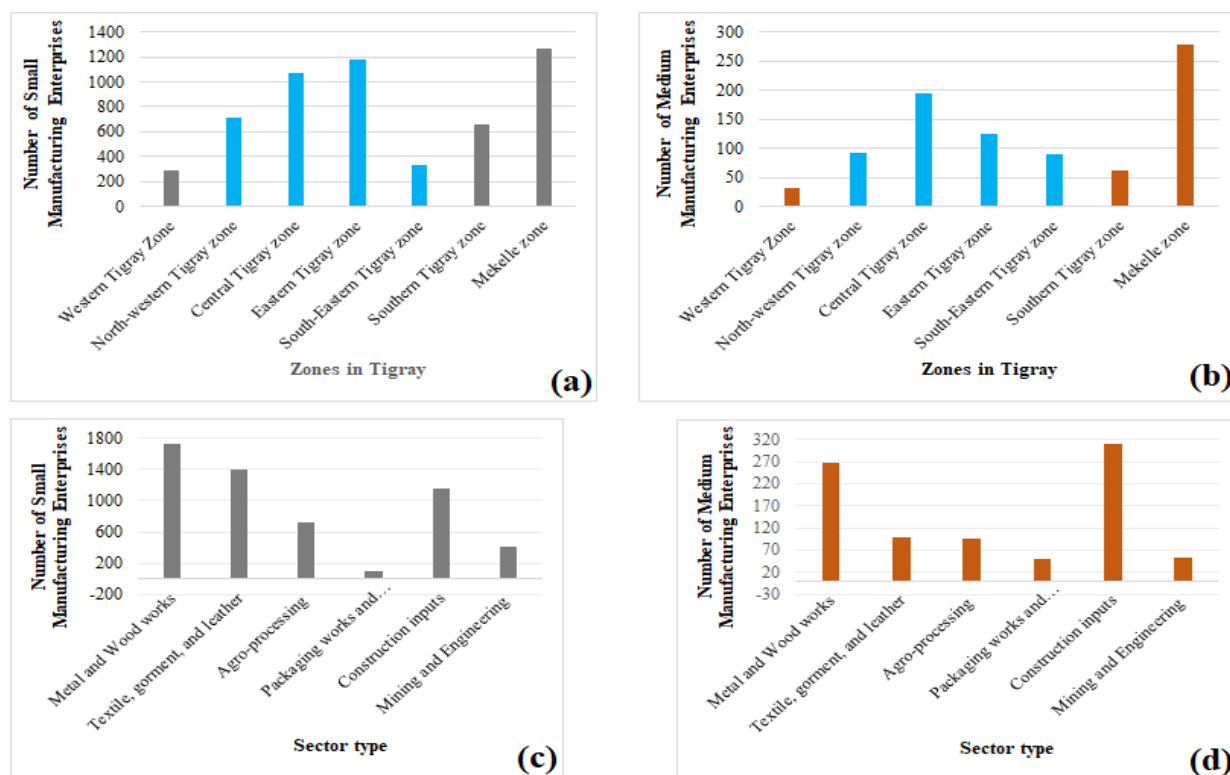 Number of Small
Manufacturing Enterprises
1400
1200
1000
800
600
400
200
0
Western Tigray Zone
North-western Tigray zone
Central Tigray zone
Eastern Tigray zone
South-Eastern Tigray zone
Southern Tigray zone
Mekelle zone
Zones in Tigray
(a)
Number of Medium
Manufacturing Enterprises
300
250
200
150
100
50
0
Western Tigray Zone
North-western Tigray zone
Central Tigray zone
Eastern Tigray zone
South-Eastern Tigray zone
Southern Tigray zone
Mekelle zone
Zones in Tigray
(b)
Number of Small
Manufacturing Enterprises
1800
1400
1000
600
200
-200
Metal and Wood works
Textile, gorment, and leather
Agro-processing
Packaging works and…
Construction inputs
Mining and Engineering
Sector type
(c)
Number of Medium
Manufacturing Enterprises
320
270
220
170
120
70
20
-30
Metal and Wood works
Textile, gorment, and leather
Agro-processing
Packaging works and…
Construction inputs
Mining and Engineering
Sector type
(d)